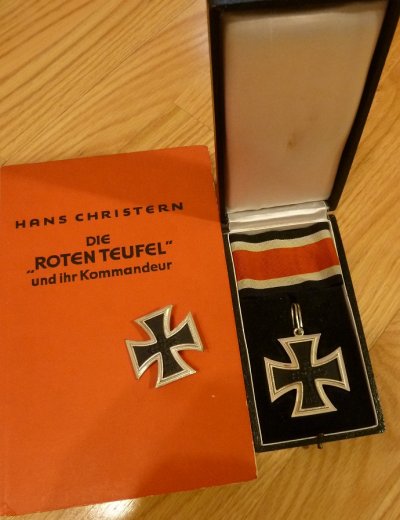 HANS CHRISTERN
DIE
„ROTEN TEUFEL"
und ihr Kommandeur